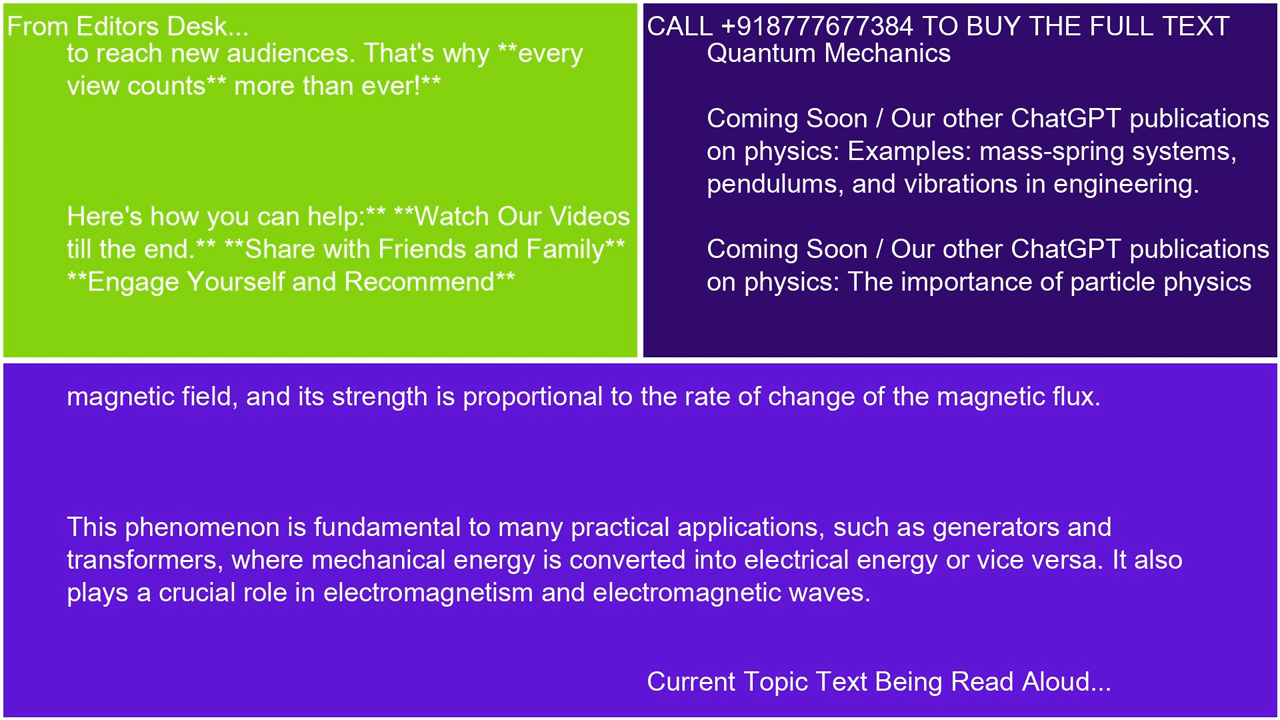 From Editors Desk...
to reach new audiences. That's why **every
view counts** more than ever!**
Here's how you can help:** **Watch Our Videos
till the end.** **Share with Friends and Family**
**Engage Yourself and Recommend**
CALL +918777677384 TO BUY THE FULL TEXT
Quantum Mechanics
Coming Soon / Our other ChatGPT publications
on physics: Examples: mass-spring systems,
pendulums, and vibrations in engineering.
Coming Soon / Our other ChatGPT publications
on physics: The importance of particle physics
magnetic field, and its strength is proportional to the rate of change of the magnetic flux.
This phenomenon is fundamental to many practical applications, such as generators and
transformers, where mechanical energy is converted into electrical energy or vice versa. It also
plays a crucial role in electromagnetism and electromagnetic waves.
Current Topic Text Being Read Aloud...